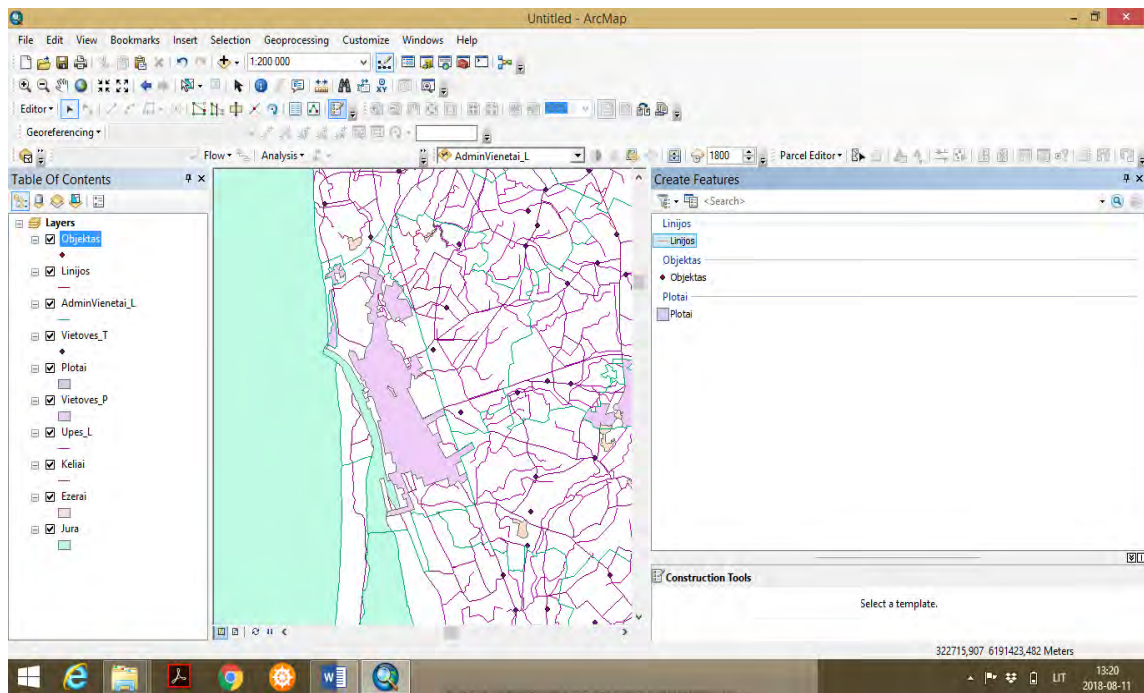 Untitled - ArcMap
File Edit View Bookmarks Insert Selection Geoprocessing Customize Windows Help
1:200 000
Editor
Georeferencing
Flow Analysis AdminVienetai_L 1800 Parcel Editor
Table Of Contents
Layers
Objektas
Linijos
AdminVienetai_L
Vietoves_T
Plotai
Vietoves_P
Upes_L
Keliai
Ezerai
Jura
Create Features
<Search>
Linijos
Linijos
Objektas
Objektas
Plotai
Plotai
Construction Tools
Select a template.
322715,907 6191423,482 Meters
LIT
13:20
2018-08-11